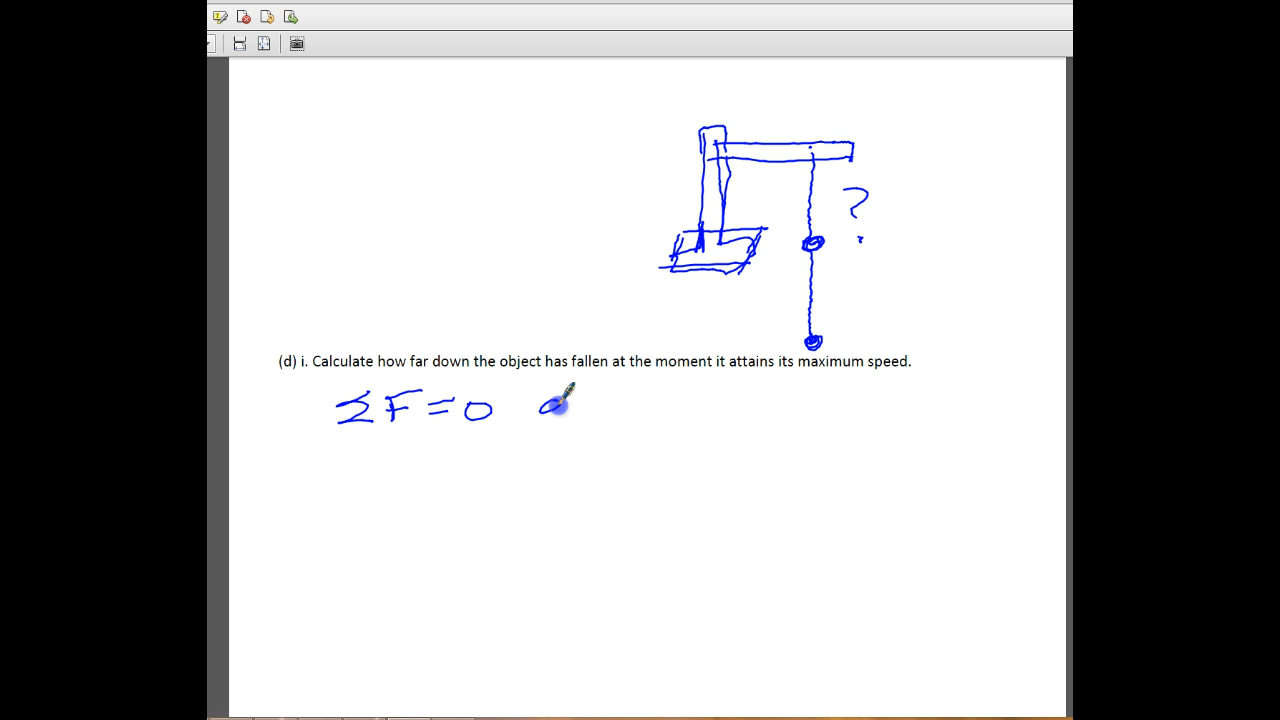 ?
(d) i. Calculate how far down the object has fallen at the moment it attains its maximum speed.
ΣF=0